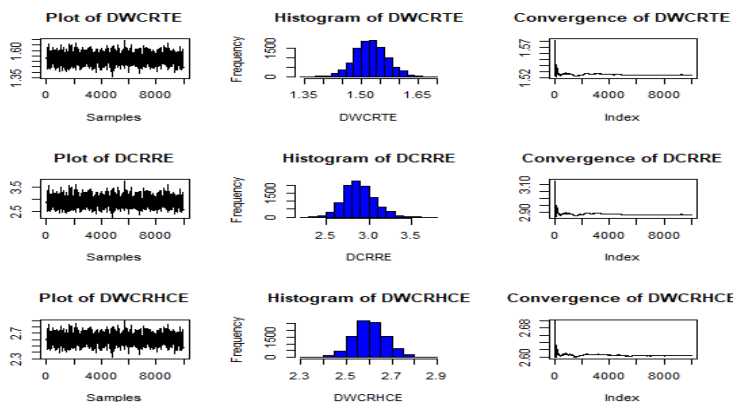 Plot of DWCRTE
1.35 1.60
0 4000 8000
Samples
Histogram of DWCRTE
Frequency
0 1500
1.35 1.50 1.65
DWCRTE
Convergence of DWCRTE
1.52 1.57
0 4000 8000
Index
Plot of DCRRE
2.5 3.5
0 4000 8000
Samples
Histogram of DCRRE
Frequency
0 1500
2.5 3.0 3.5
DCRRE
Convergence of DCRRE
2.90 3.10
0 4000 8000
Index
Plot of DWCRHCE
2.3 2.7
0 4000 8000
Samples
Histogram of DWCRHCE
Frequency
0 1500
2.3 2.5 2.7 2.9
DWCRHCE
Convergence of DWCRHCE
2.60 2.68
0 4000 8000
Index